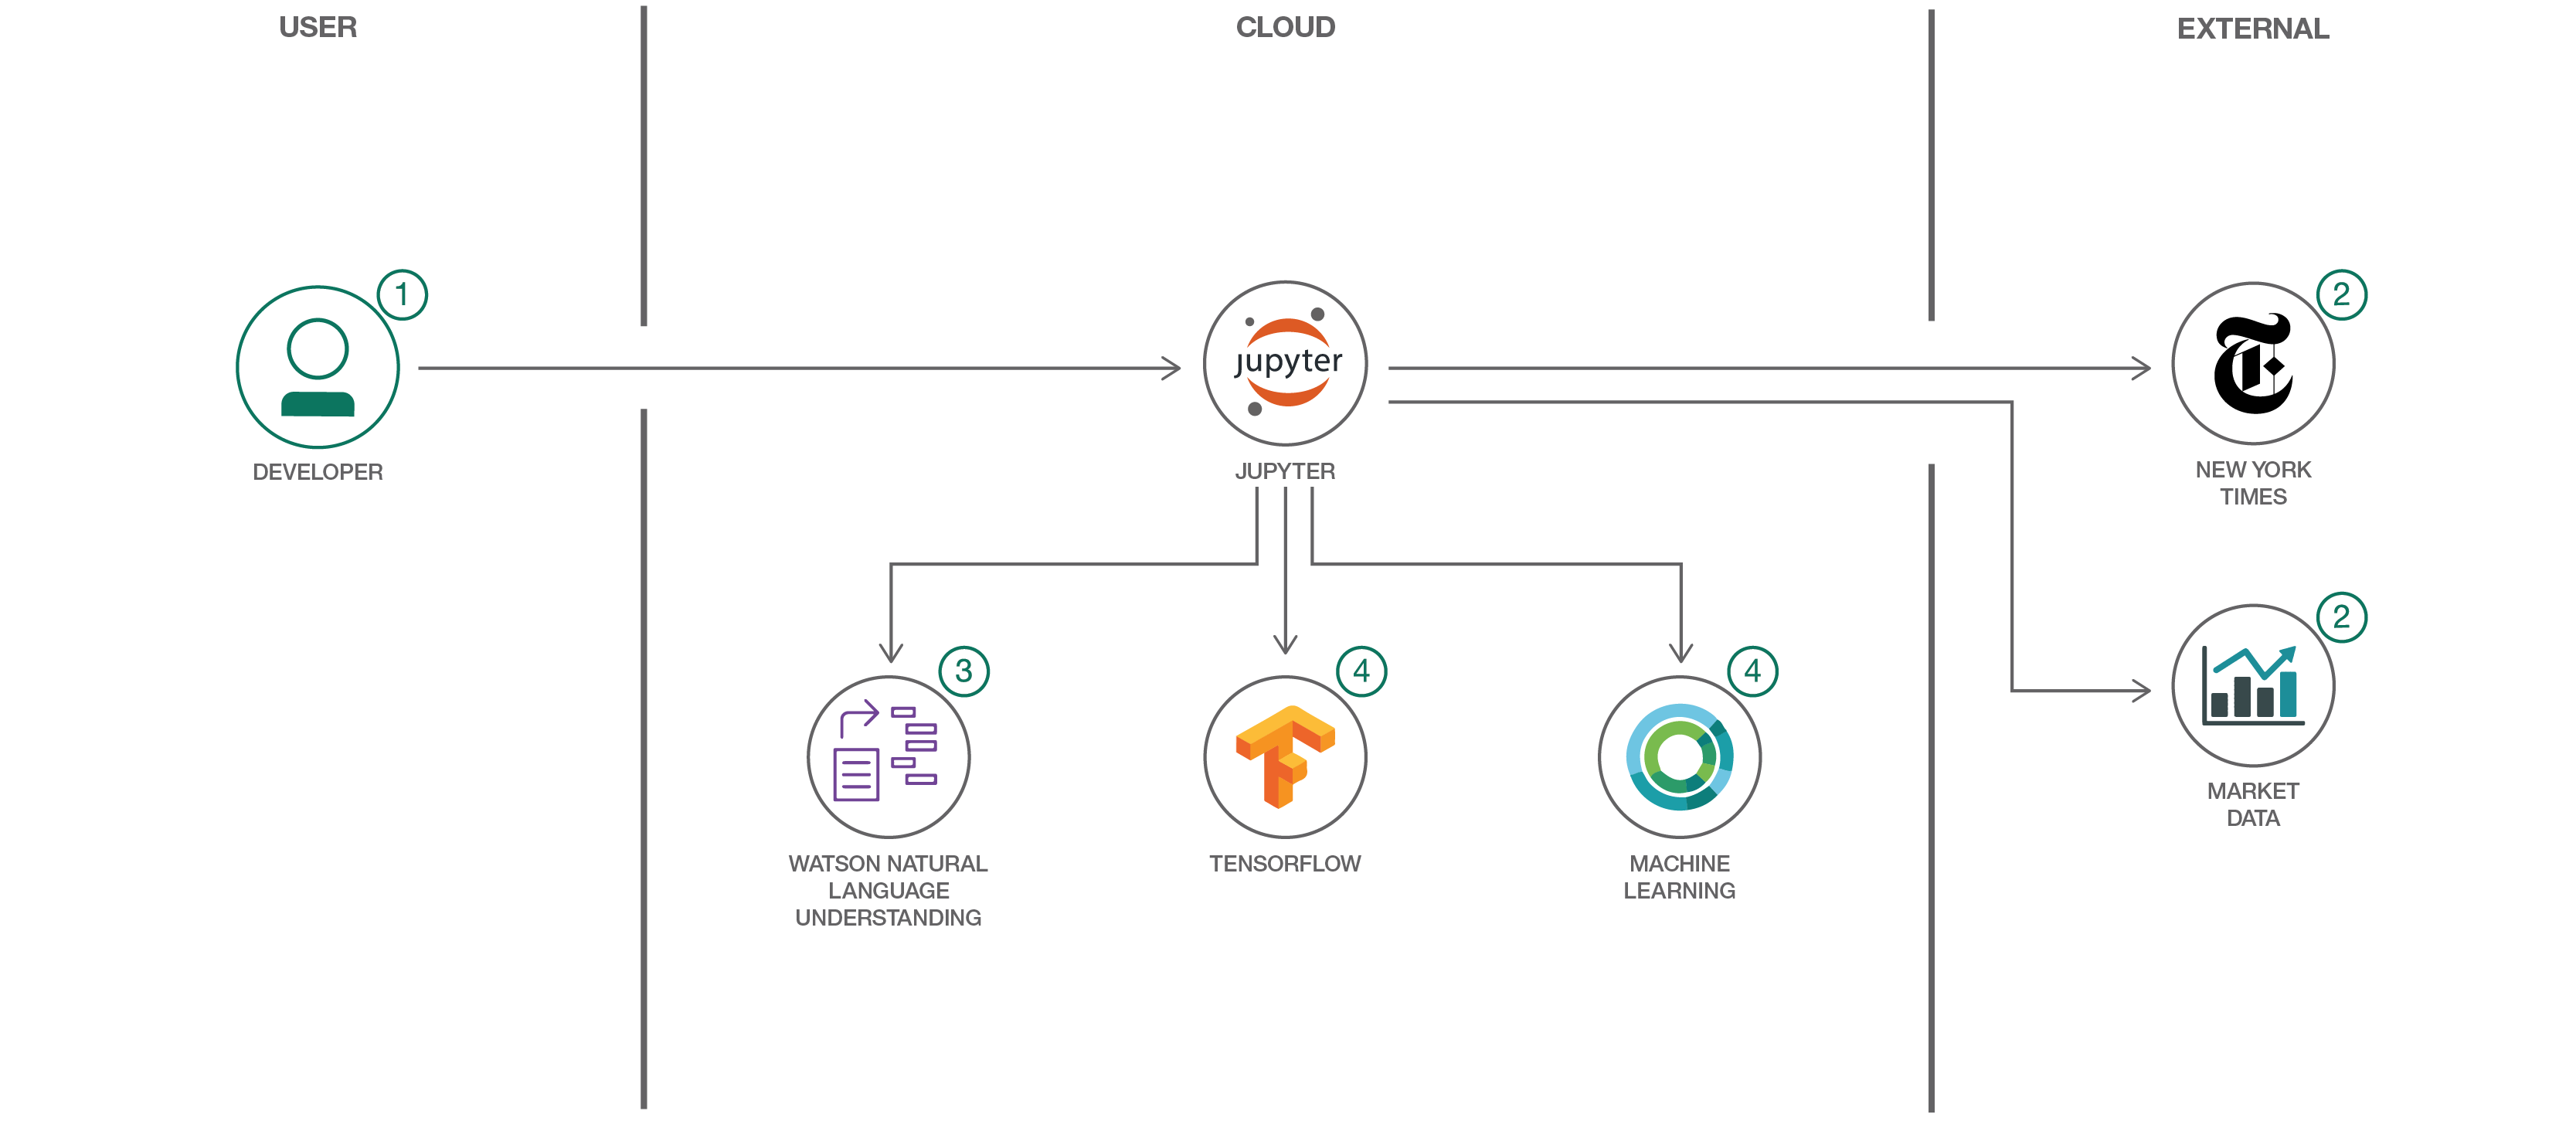 USER
CLOUD
EXTERNAL
1
DEVELOPER
jupyter
JUPYTER
2
NEW YORK
TIMES
3
WATSON NATURAL
LANGUAGE
UNDERSTANDING
4
TENSORFLOW
4
MACHINE
LEARNING
2
MARKET
DATA